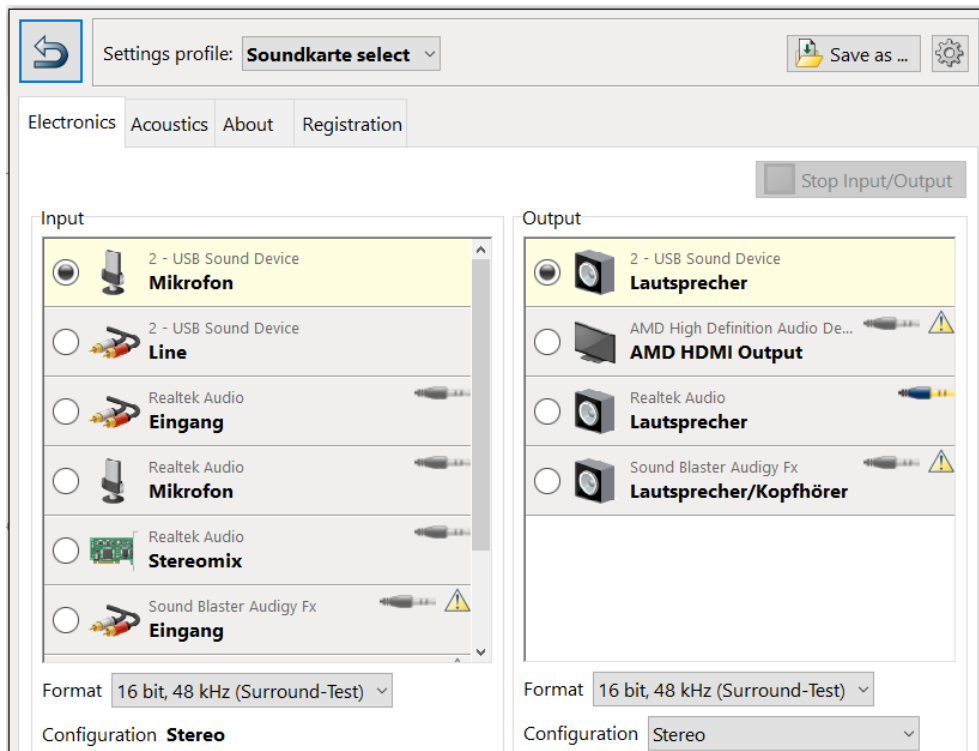 Settings profile: Soundkarte select
Save as ...
Electronics Acoustics About Registration
Stop Input/Output
Input
2 - USB Sound Device
Mikrofon
2 - USB Sound Device
Line
Realtek Audio
Eingang
Realtek Audio
Mikrofon
Realtek Audio
Stereomix
Sound Blaster Audigy Fx
Eingang
Format 16 bit, 48 kHz (Surround-Test)
Configuration Stereo
Output
2 - USB Sound Device
Lautsprecher
AMD High Definition Audio De...
AMD HDMI Output
Realtek Audio
Lautsprecher
Sound Blaster Audigy Fx
Lautsprecher/Kopfhörer
Format 16 bit, 48 kHz (Surround-Test)
Configuration Stereo